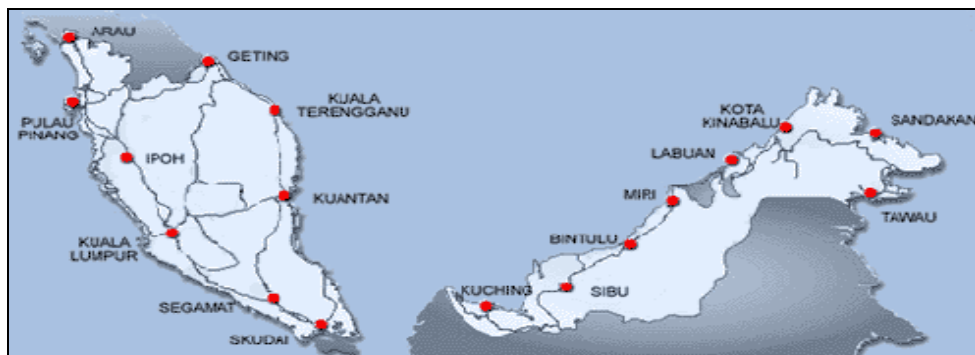 ARAU
GETING
KUALA
TERENGGANU
PULAU
PINANG
IPOH
KUANTAN
KUALA
LUMPUR
SEGAMAT
SKUDAI
KOTA
KINABALU
SANDAKAN
LABUAN
MIRI
TAWAU
BINTULU
KUCHING
SIBU